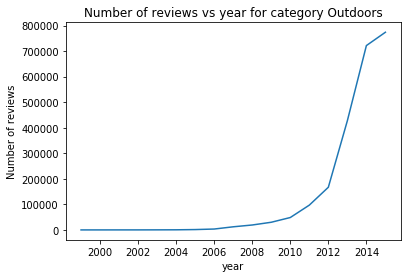 Number of reviews vs year for category Outdoors
800000
700000
600000
500000
400000
300000
200000
100000
0
Number of reviews
2000 2002 2004 2006 2008 2010 2012 2014
year